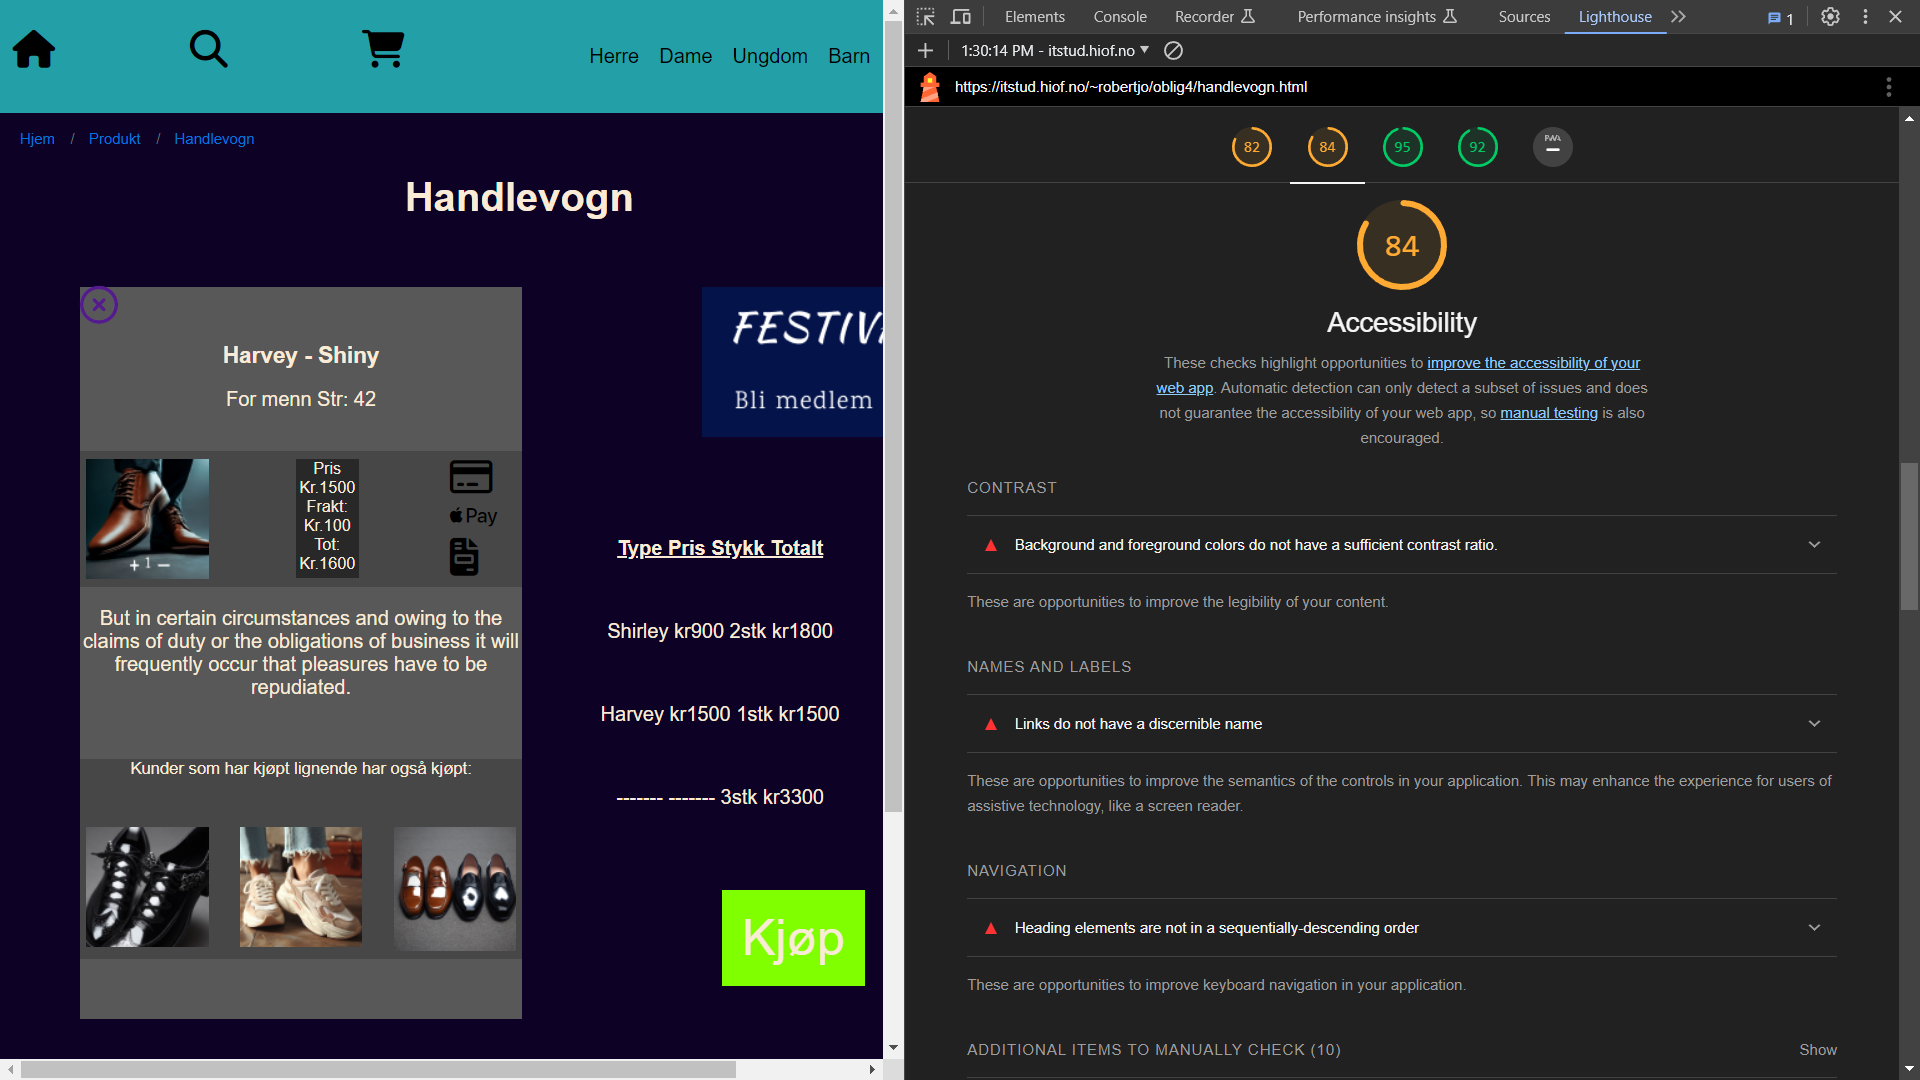 Herre Dame Ungdom Barn
Hjem / Produkt / Handlevogn
Handlevogn
Harvey - Shiny
For menn Str: 42
+ 1 −
Pris
Kr.1500
Frakt:
Kr.100
Tot:
Kr.1600
Pay
But in certain circumstances and owing to the
claims of duty or the obligations of business it will
frequently occur that pleasures have to be
repudiated.
Kunder som har kjøpt lignende har også kjøpt:
FESTIV
Bli medlem
Type Pris Stykk Totalt
Shirley kr900 2stk kr1800
Harvey kr1500 1stk kr1500
------- ------- 3stk kr3300
Kjøp
Elements Console Recorder Performance insights Sources Lighthouse 1
1:30:14 PM - itstud.hiof.no
https://itstud.hiof.no/~robertjo/oblig4/handlevogn.html
82 84 95 92 PWA
84
Accessibility
These checks highlight opportunities to improve the accessibility of your
web app. Automatic detection can only detect a subset of issues and does
not guarantee the accessibility of your web app, so manual testing is also
encouraged.
CONTRAST
Background and foreground colors do not have a sufficient contrast ratio.
These are opportunities to improve the legibility of your content.
NAMES AND LABELS
Links do not have a discernible name
These are opportunities to improve the semantics of the controls in your application. This may enhance the experience for users of
assistive technology, like a screen reader.
NAVIGATION
Heading elements are not in a sequentially-descending order
These are opportunities to improve keyboard navigation in your application.
ADDITIONAL ITEMS TO MANUALLY CHECK (10) Show